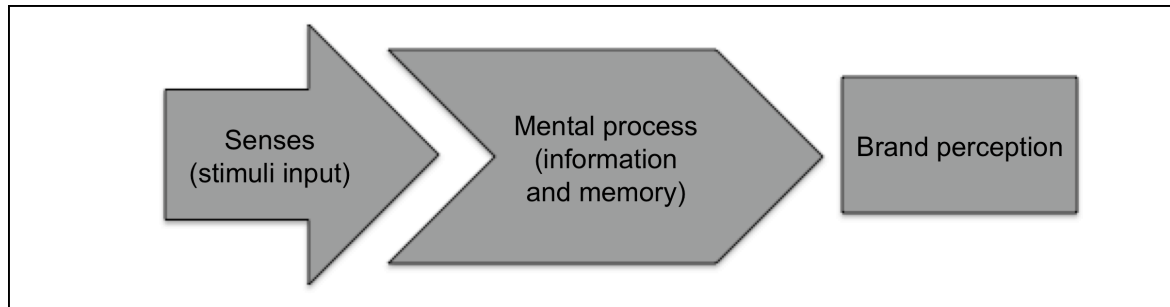 Senses
(stimuli input)
Mental process
(information
and memory)
Brand perception